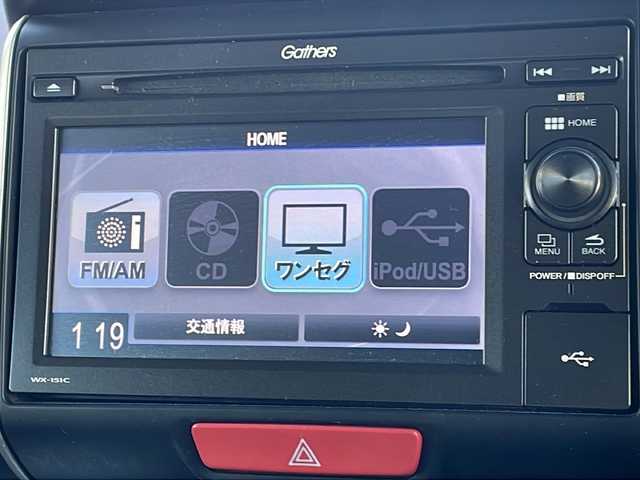 Gathers
画質
HOME
HOME
FM/AM
CD
ワンセグ
iPod/USB
MENU
BACK
POWER/■DISPOFF
1 19
交通情報
WX-151C